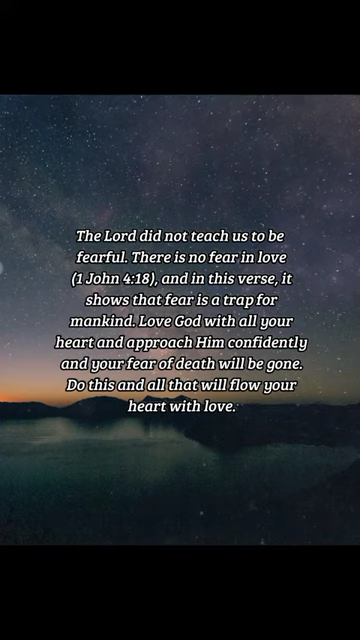 The Lord did not teach us to be
fearful. There is no fear in love
(1 John 4:18), and in this verse, it
shows that fear is a trap for
mankind. Love God with all your
heart and approach Him confidently
and your fear of death will be gone.
Do this and all that will flow your
heart with love.